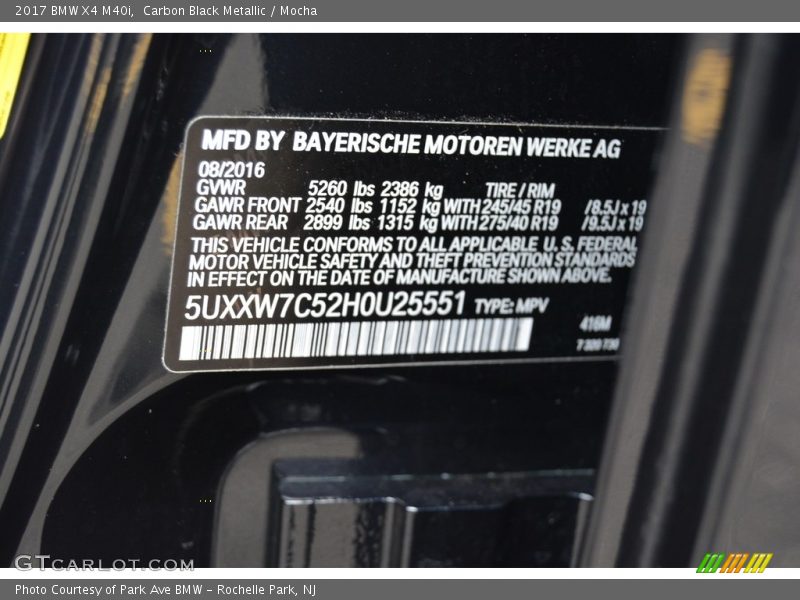 2017 BMW X4 M40i, Carbon Black Metallic / Mocha
MFD BY BAYERISCHE MOTOREN WERKE AG
08/2016
GVWR 5260 lbs 2386 kg TIRE / RIM
GAWR FRONT 2540 lbs 1152 kg WITH 245/45 R19 /8.5J x 19
GAWR REAR 2899 lbs 1315 kg WITH 275/40 R19 /9.5J x 19
THIS VEHICLE CONFORMS TO ALL APPLICABLE U. S. FEDERAL
MOTOR VEHICLE SAFETY AND THEFT PREVENTION STANDARDS
IN EFFECT ON THE DATE OF MANUFACTURE SHOWN ABOVE.
5UXXW7C52H0U25551 TYPE: MPV
416M
GTCARLOT.COM
Photo Courtesy of Park Ave BMW - Rochelle Park, NJ